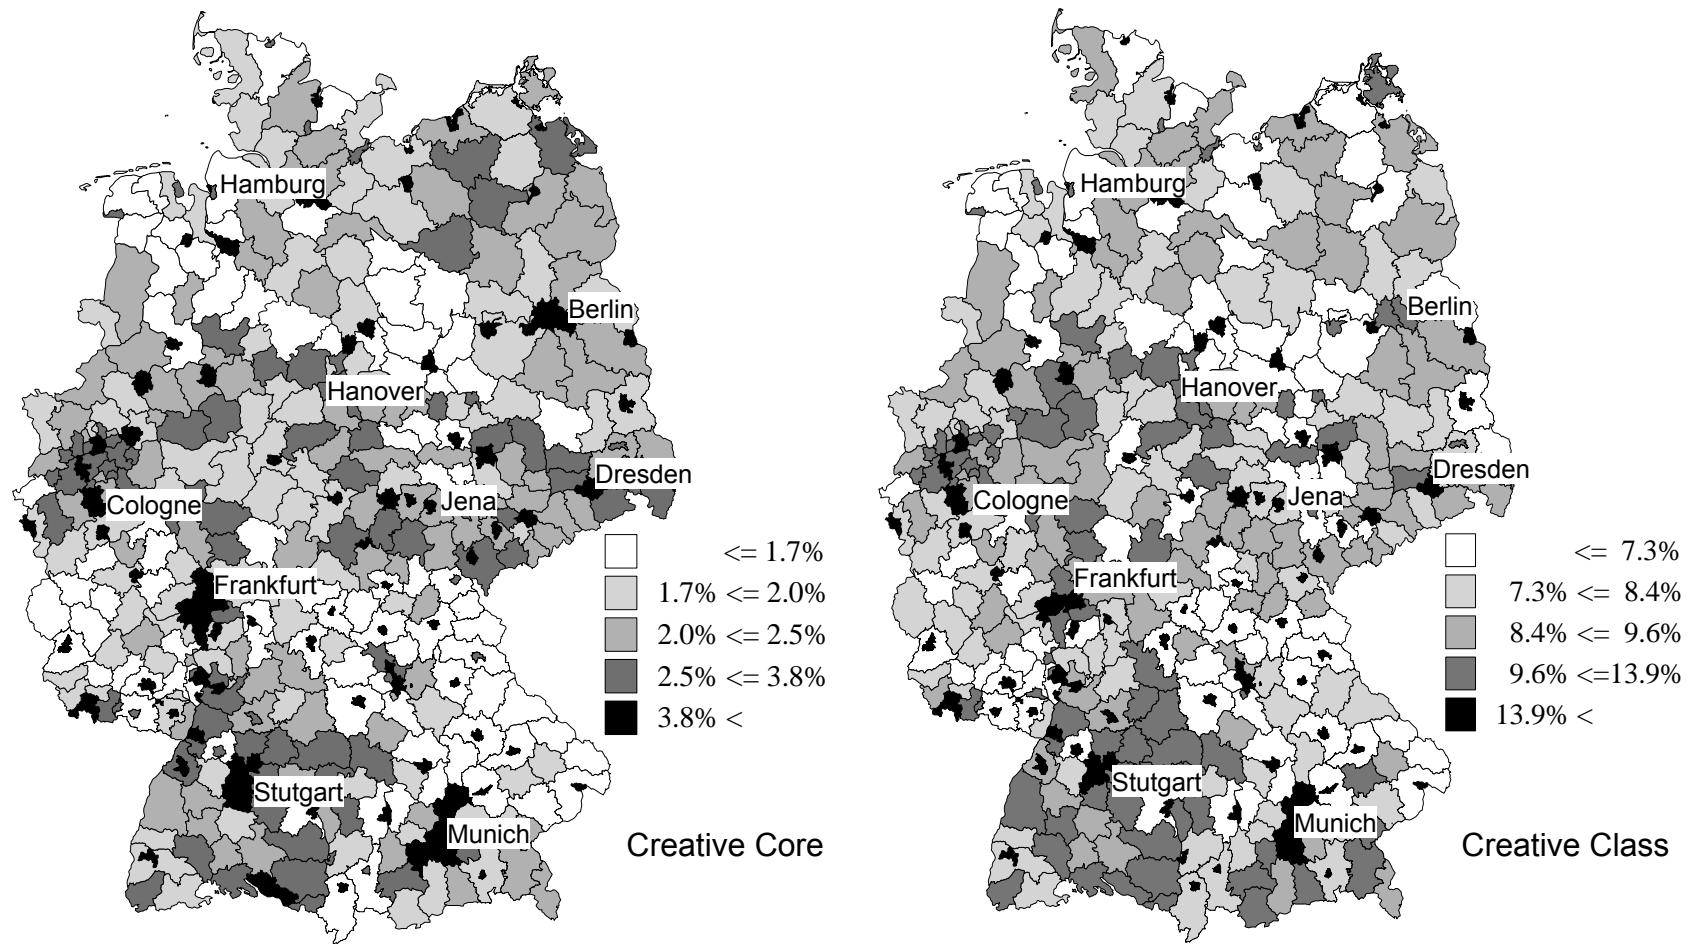 Hamburg
Berlin
Hanover
Dresden
Cologne
Jena
Frankfurt
Stutgart
Munich
<= 1.7%
1.7% <= 2.0%
2.0% <= 2.5%
2.5% <= 3.8%
3.8% <
Creative Core
Hamburg
Berlin
Hanover
Dresden
Cologne
Jena
Frankfurt
Stutgart
Munich
<= 7.3%
7.3% <= 8.4%
8.4% <= 9.6%
9.6% <=13.9%
13.9% <
Creative Class